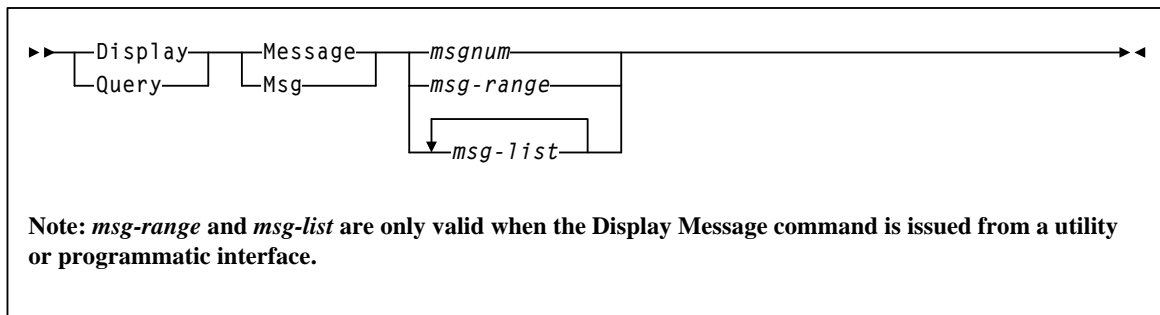 Display Message msgnum
Query Msg msg-range
msg-list
Note: msg-range and msg-list are only valid when the Display Message command is issued from a utility
or programmatic interface.